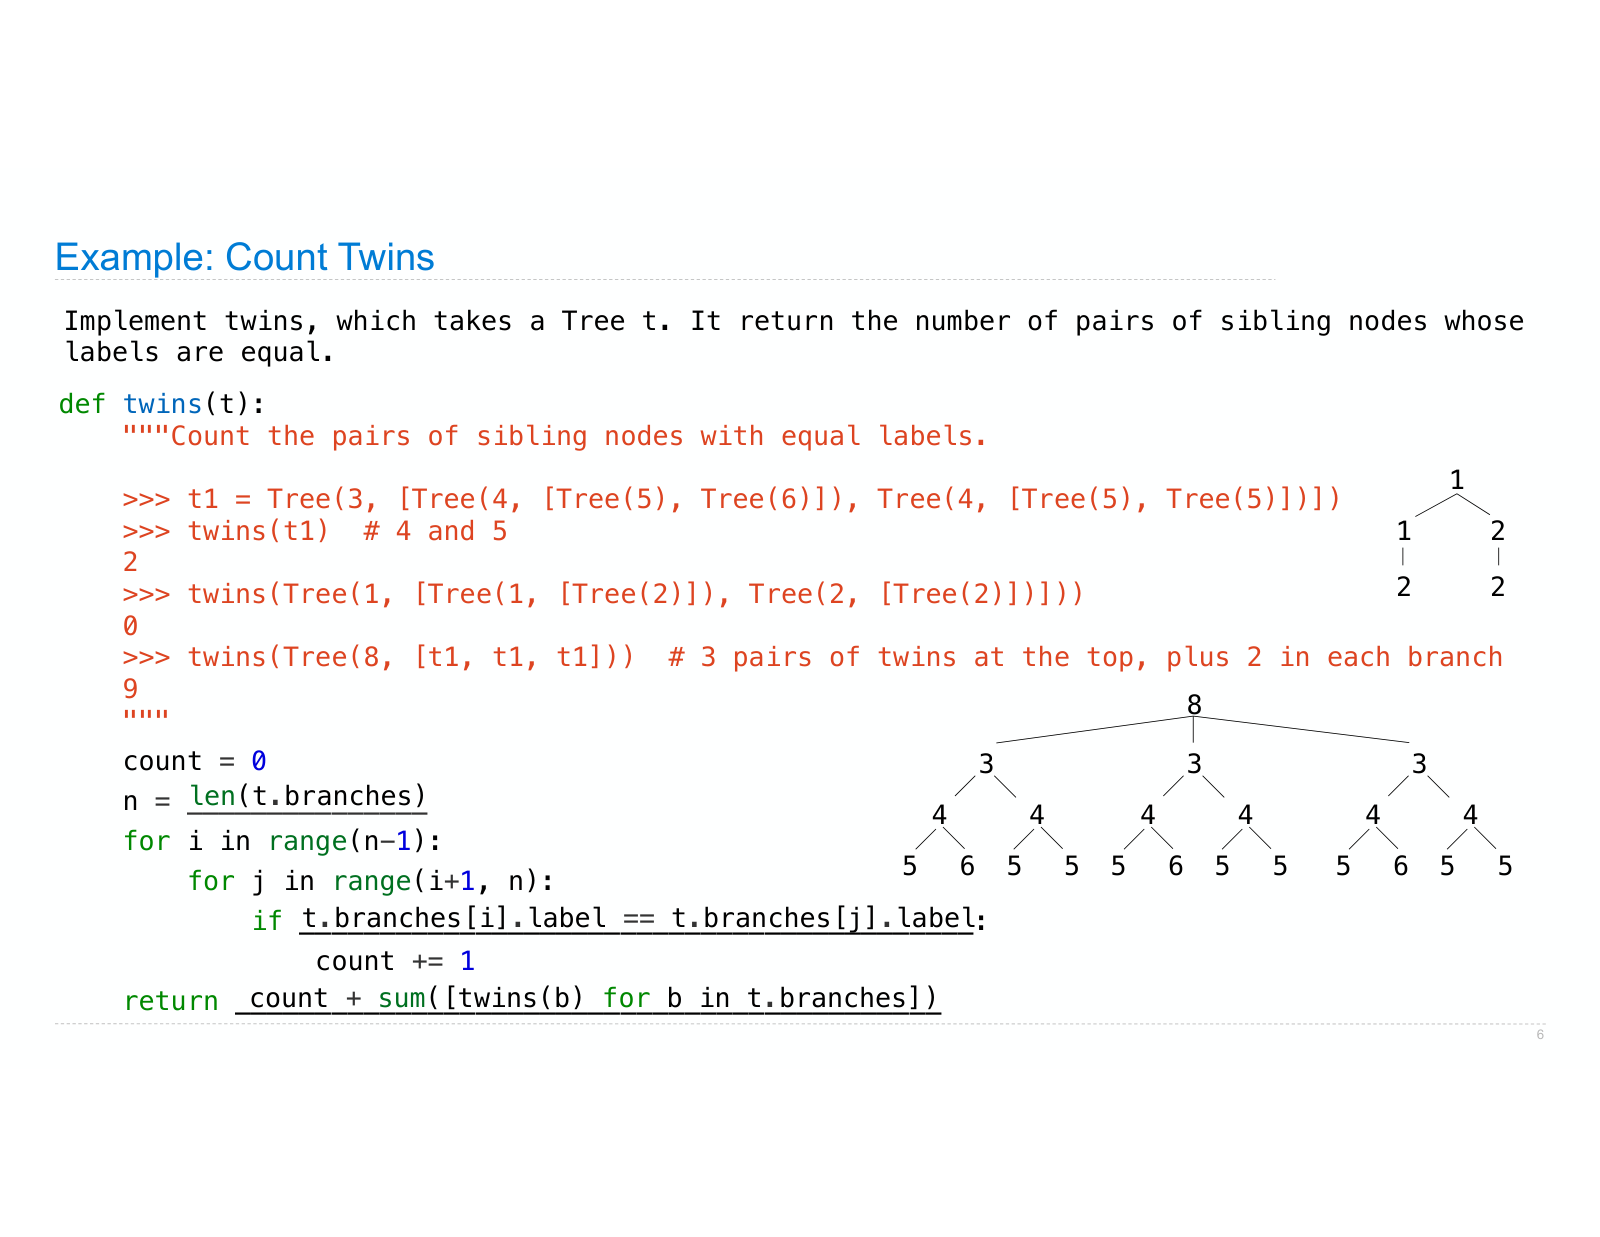 Example: Count Twins
Implement twins, which takes a Tree t. It return the number of pairs of sibling nodes whose
labels are equal.
def twins(t):
    """Count the pairs of sibling nodes with equal labels.
    >>> t1 = Tree(3, [Tree(4, [Tree(5), Tree(6)]), Tree(4, [Tree(5), Tree(5)])])
    >>> twins(t1)  # 4 and 5
    2
    >>> twins(Tree(1, [Tree(1, [Tree(2)]), Tree(2, [Tree(2)])]))
    0
    >>> twins(Tree(8, [t1, t1, t1]))  # 3 pairs of twins at the top, plus 2 in each branch
    9
    """
    count = 0
    n = len(t.branches)
    for i in range(n-1):
        for j in range(i+1, n):
            if t.branches[i].label == t.branches[j].label:
                count += 1
    return count + sum([twins(b) for b in t.branches])
1
1 2
2 2
8
3 3 3
4 4 4 4 4 4
5 6 5 5 5 6 5 5 5 6 5 5
6